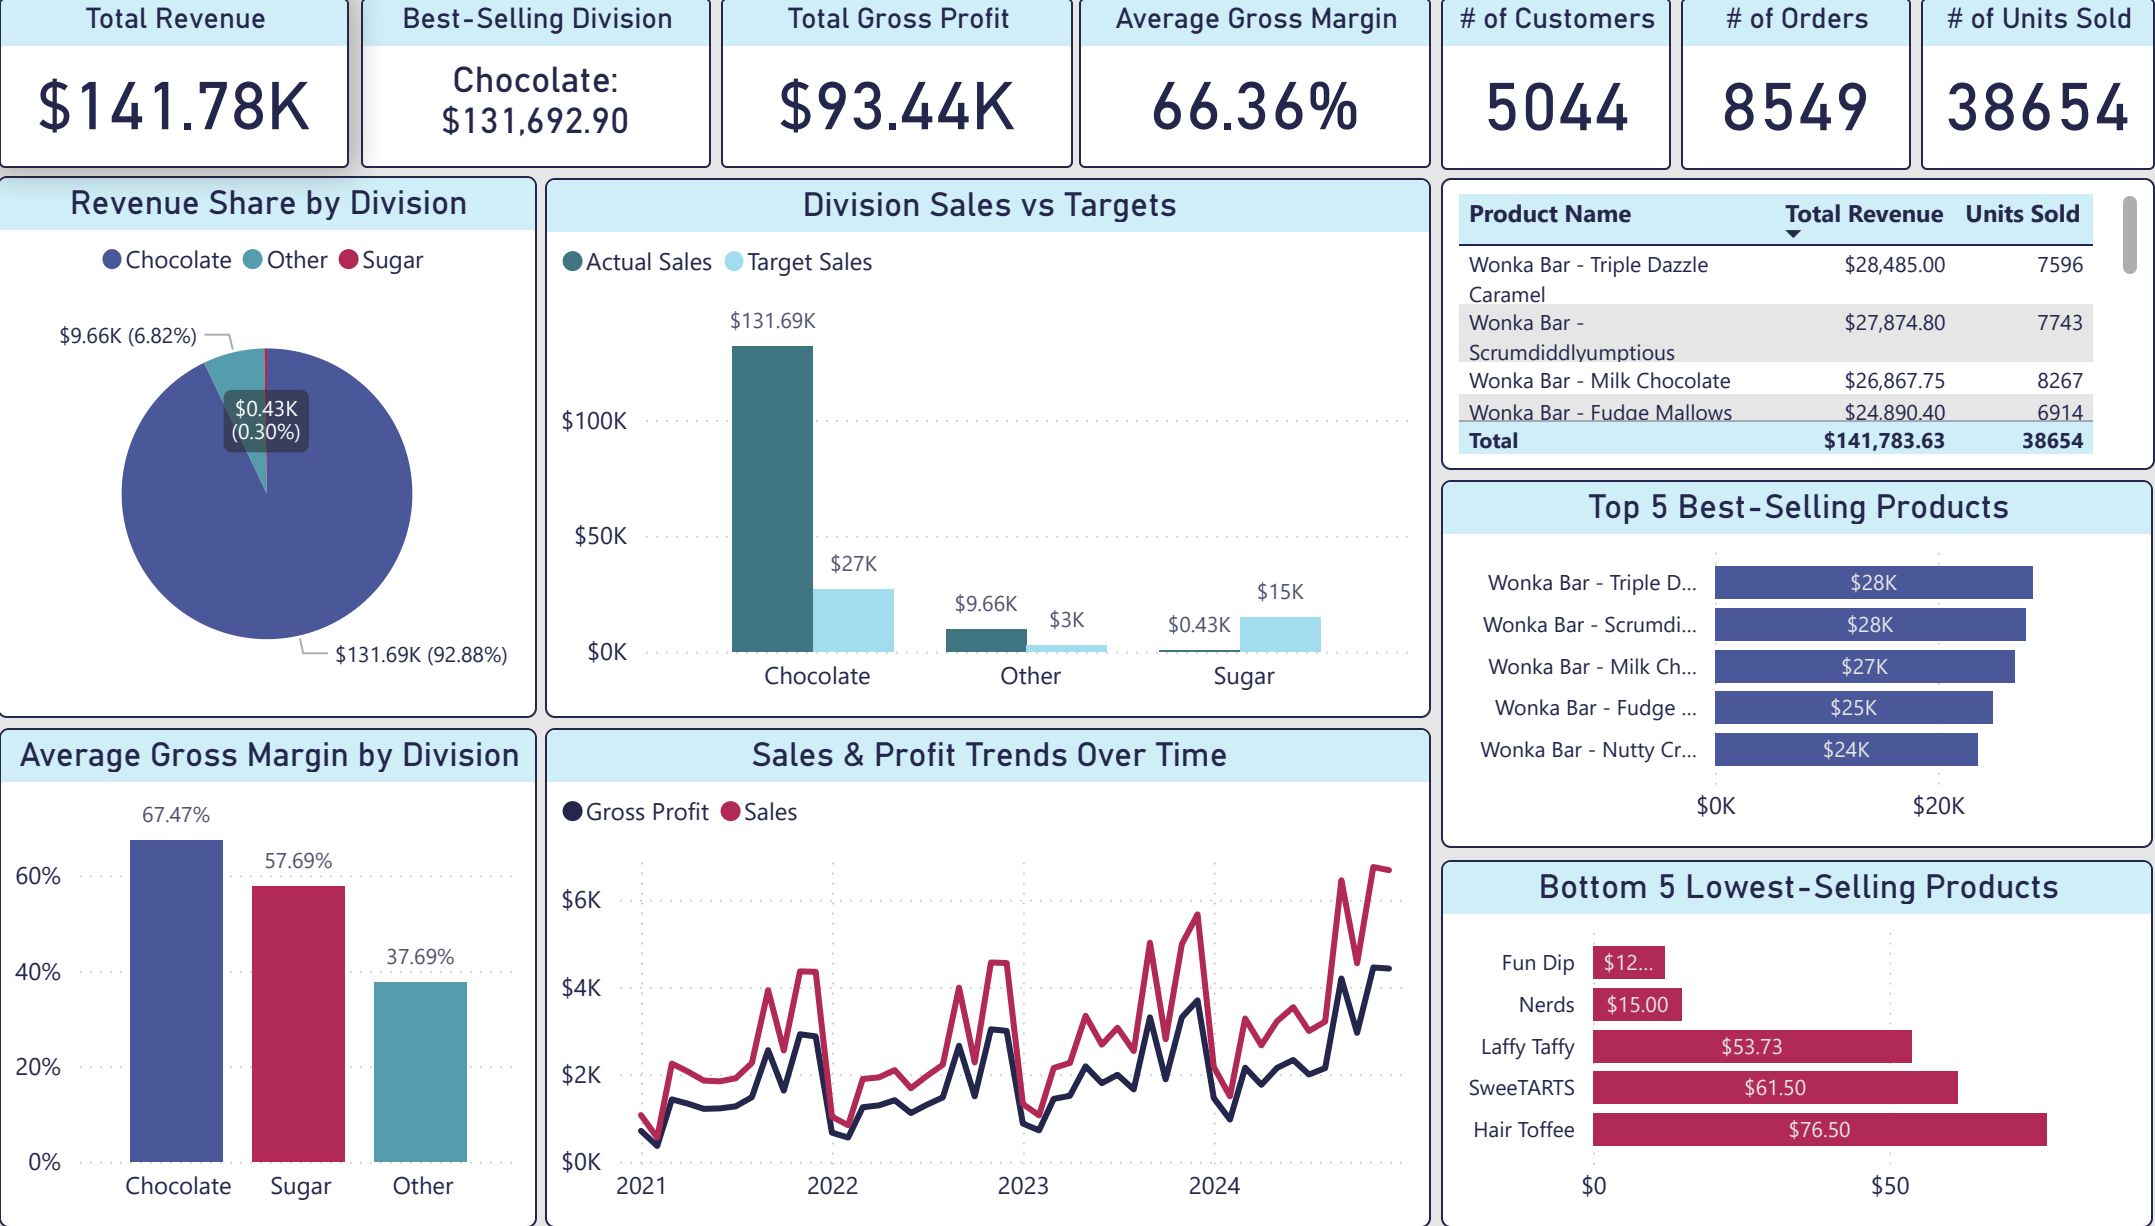 Total Revenue
$141.78K
Best-Selling Division
Chocolate:
$131,692.90
Total Gross Profit
$93.44K
Average Gross Margin
66.36%
# of Customers
5044
# of Orders
8549
# of Units Sold
38654
Revenue Share by Division
Chocolate Other Sugar
$9.66K (6.82%)
$0.43K
(0.30%)
$131.69K (92.88%)
Division Sales vs Targets
Actual Sales Target Sales
$131.69K
$100K
$50K
$27K
$9.66K
$3K
$0.43K
$15K
$0K
Chocolate Other Sugar
Product Name Total Revenue Units Sold
Wonka Bar - Triple Dazzle $28,485.00 7596
Caramel
Wonka Bar - $27,874.80 7743
Scrumdiddlyumptious
Wonka Bar - Milk Chocolate $26,867.75 8267
Wonka Bar - Fudge Mallows $24,890.40 6914
Total $141,783.63 38654
Top 5 Best-Selling Products
Wonka Bar - Triple D... $28K
Wonka Bar - Scrumdi... $28K
Wonka Bar - Milk Ch... $27K
Wonka Bar - Fudge ... $25K
Wonka Bar - Nutty Cr... $24K
$0K $20K
Average Gross Margin by Division
67.47%
57.69%
37.69%
60%
40%
20%
0%
Chocolate Sugar Other
Sales & Profit Trends Over Time
Gross Profit Sales
$6K
$4K
$2K
$0K
2021 2022 2023 2024
Bottom 5 Lowest-Selling Products
Fun Dip $12...
Nerds $15.00
Laffy Taffy $53.73
SweeTARTS $61.50
Hair Toffee $76.50
$0 $50